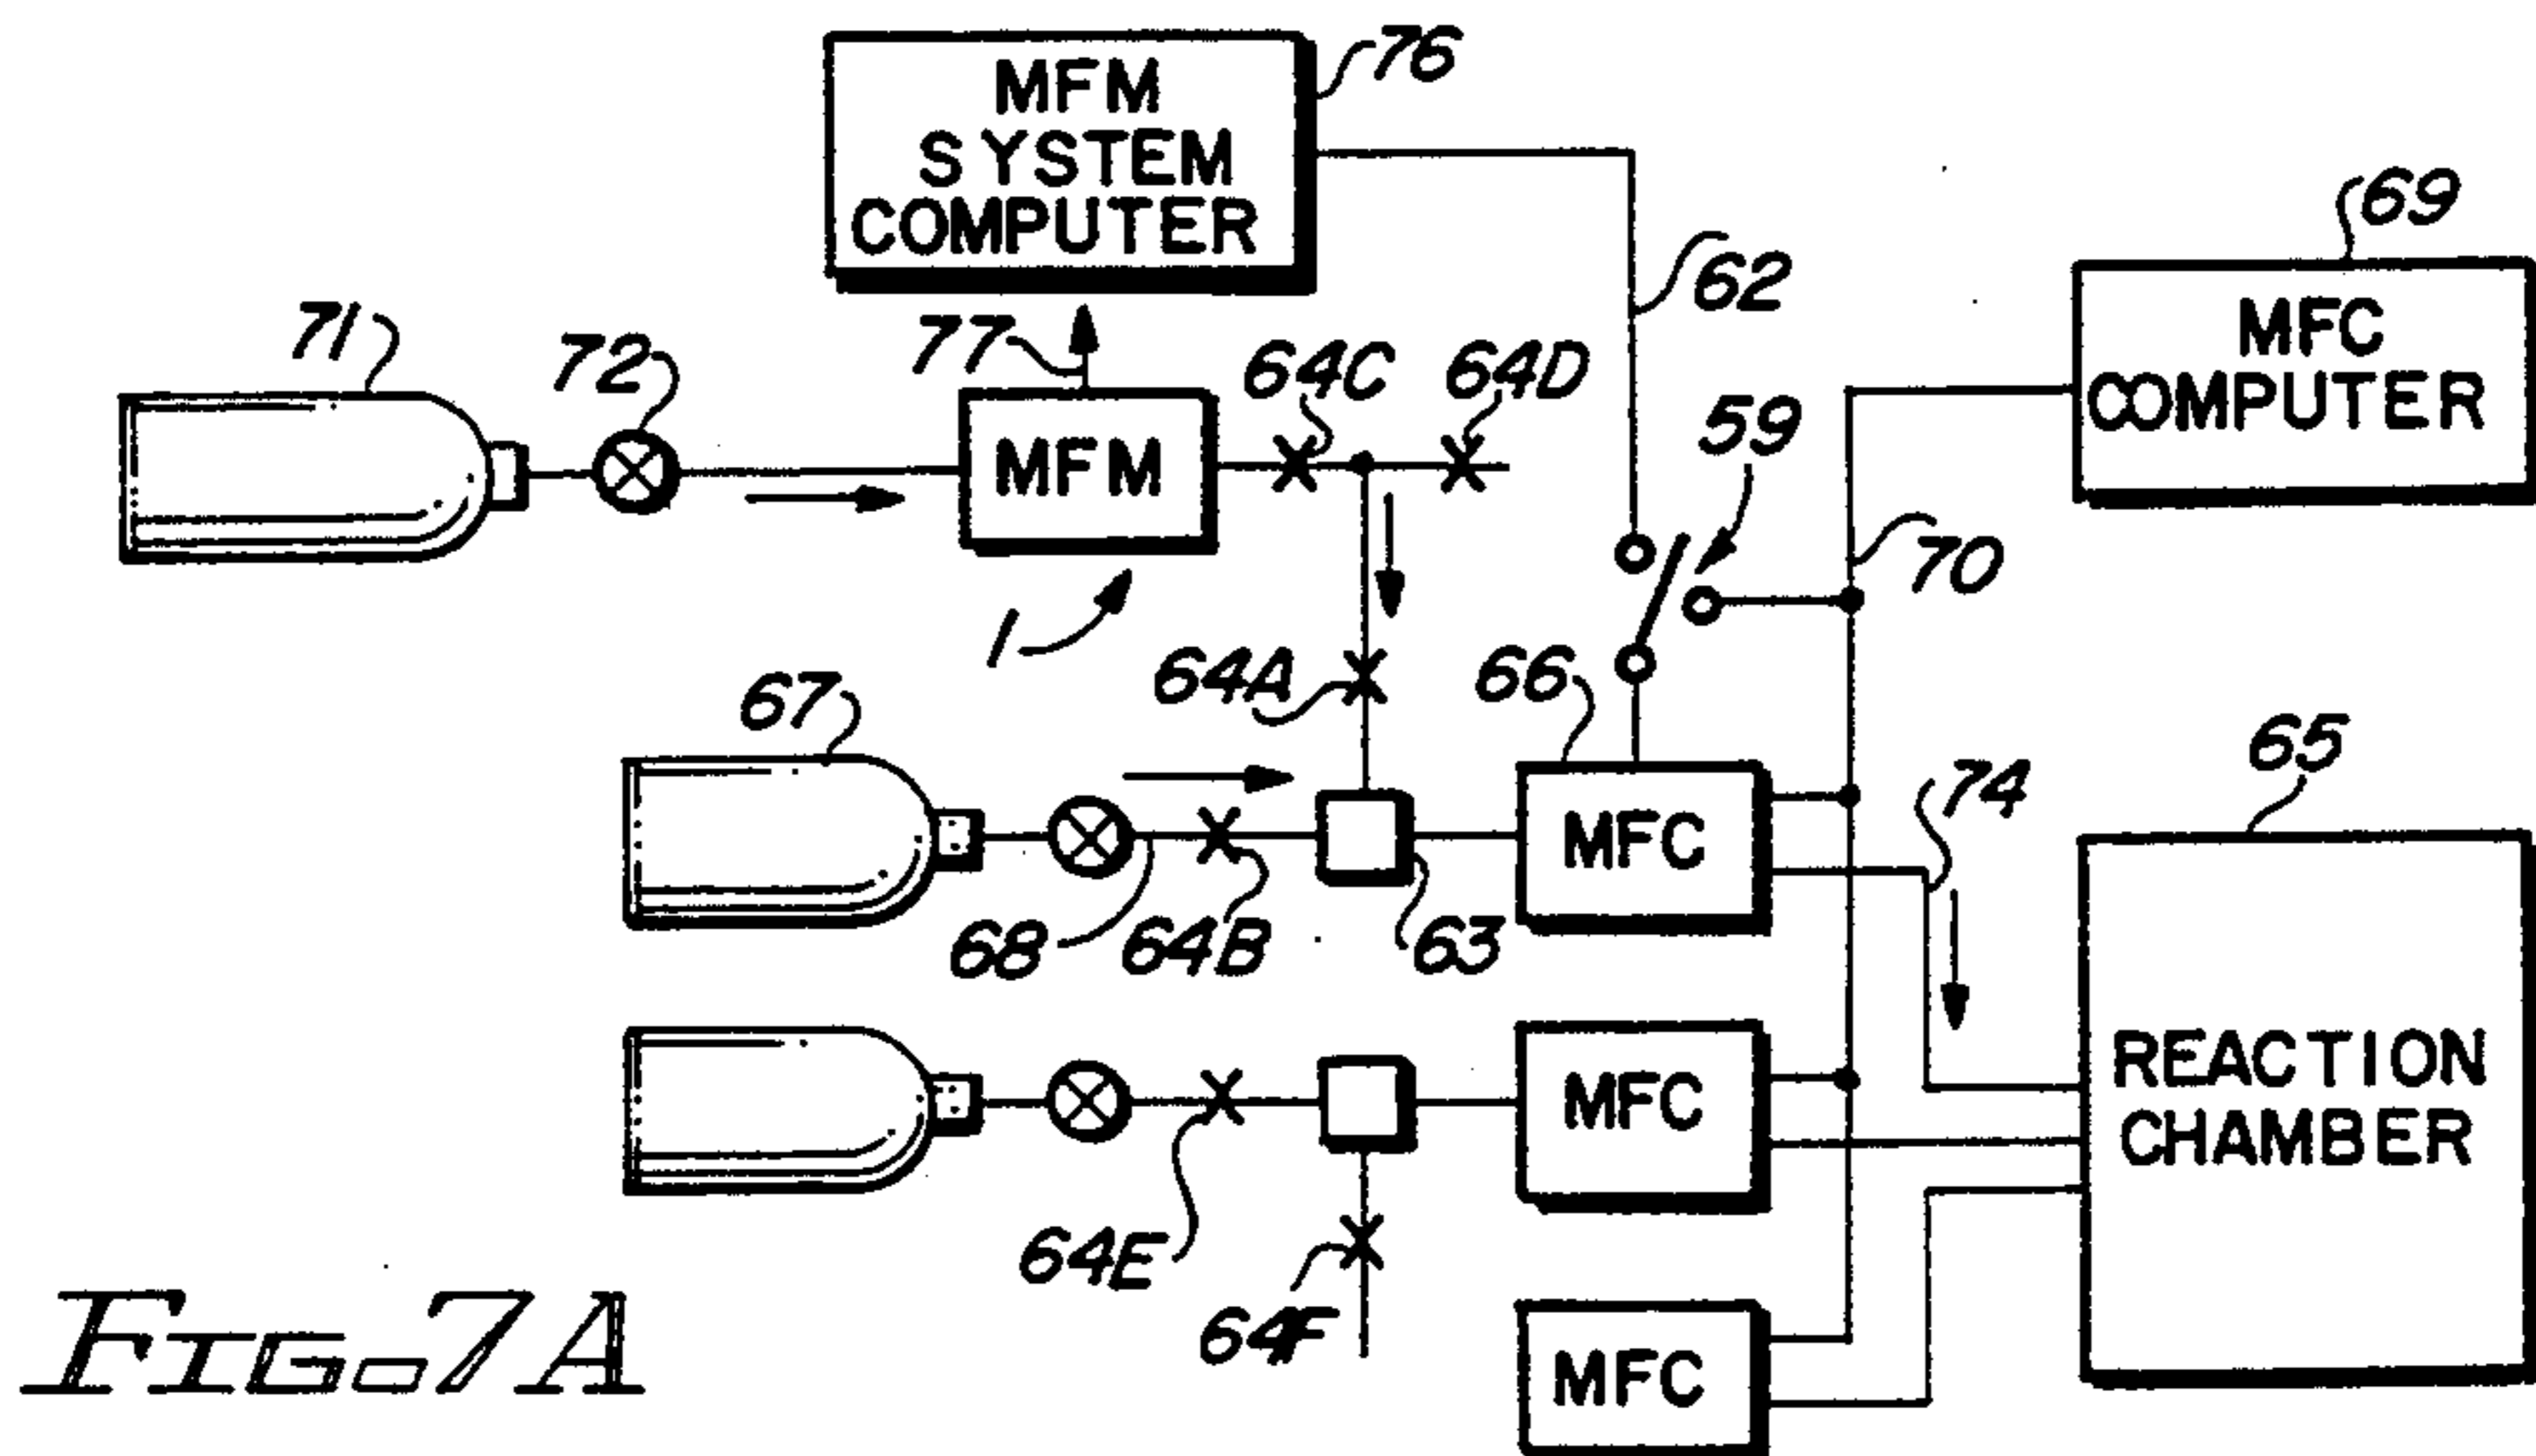 76
MFM
SYSTEM
COMPUTER
69
62
MFC
COMPUTER
71
72
77
64C
64D
59
MFM
70
1
64A
66
67
65
74
MFC
68
64B
63
REACTION
CHAMBER
MFC
64E
64F
MFC
FIG. 7A